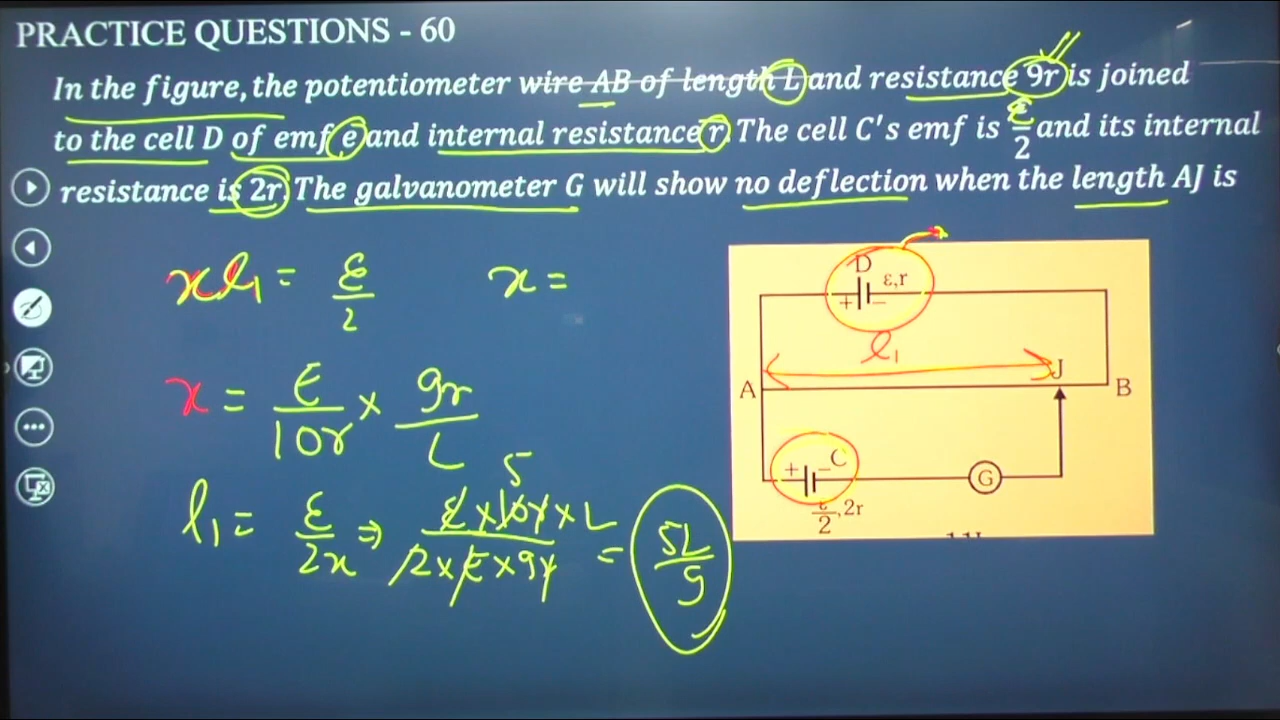 PRACTICE QUESTIONS - 60
In the figure, the potentiometer wire AB of length L and resistance 9r is joined
to the cell D of emf e and internal resistance r. The cell C's emf is ε/2 and its internal
resistance is 2r. The galvanometer G will show no deflection when the length AJ is
xl₁ = ε/2 x =
x = ε/10r × 9r/L
l₁ = ε/2x ⇒ ε×10r×L / 2×ε×9r = 5L/9
5
D
+ − ε,r
l₁
A J B
+ − C
G
ε/2, 2r